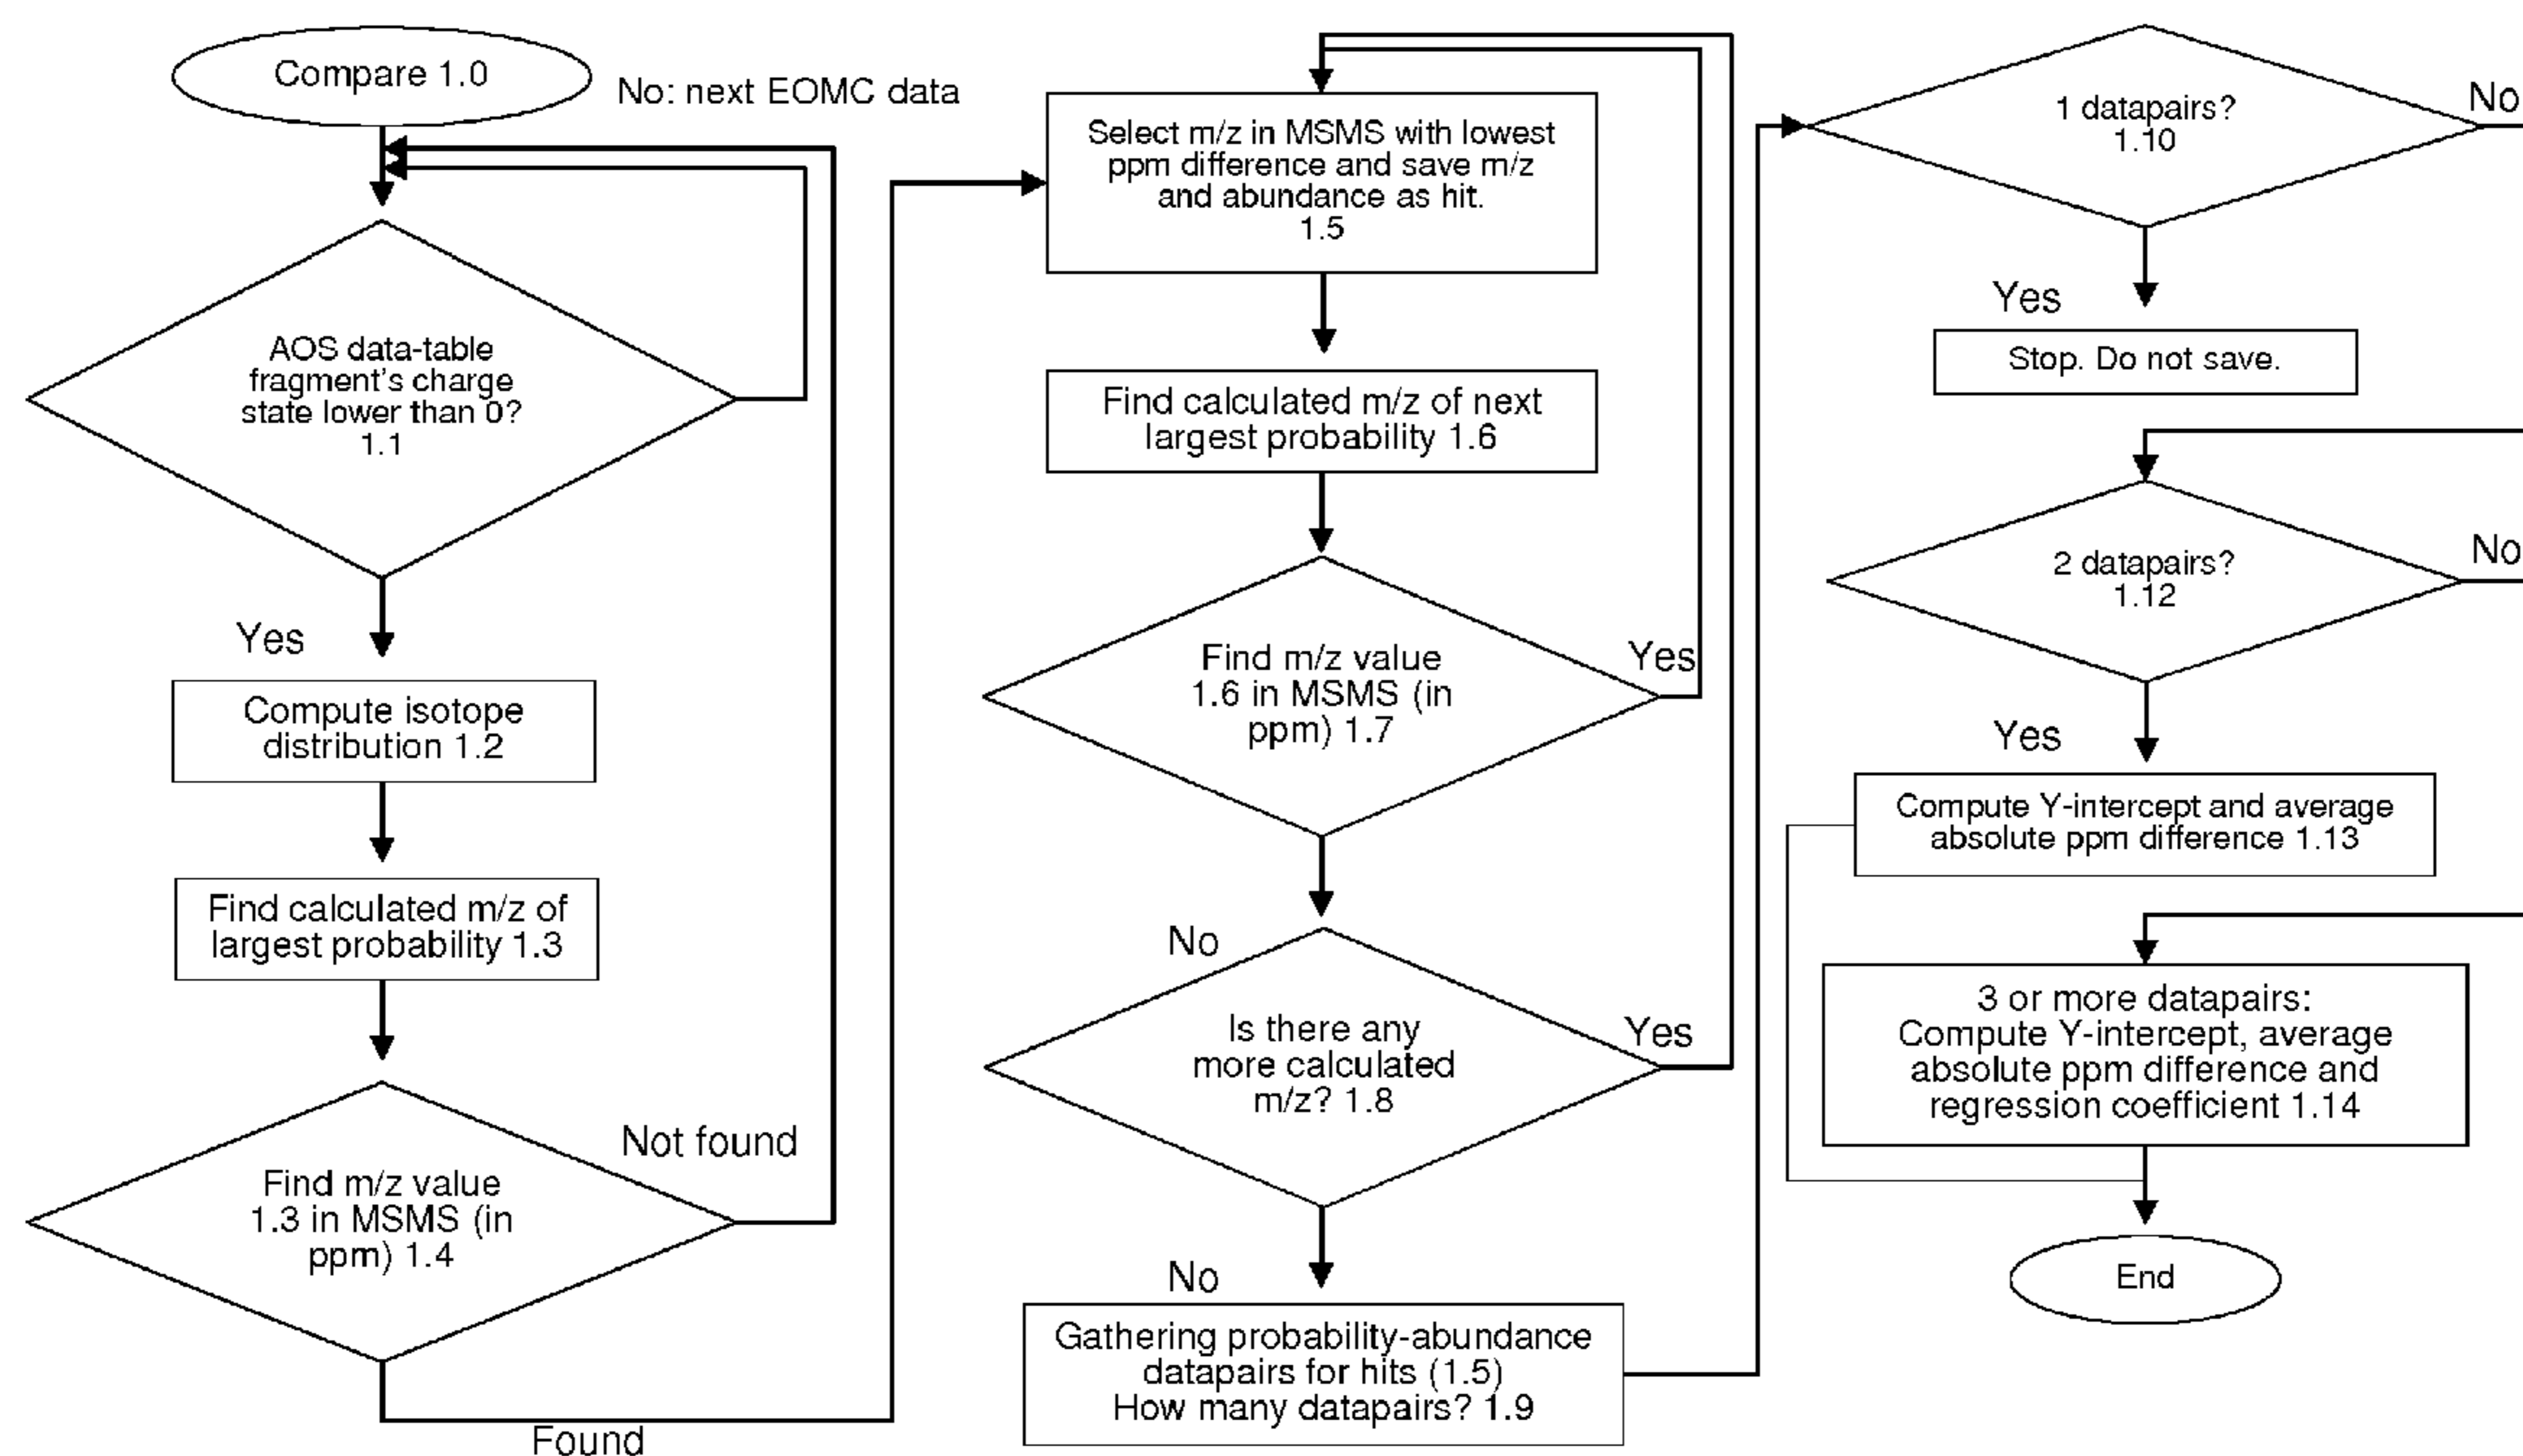 Compare 1.0
No: next EOMC data
AOS data-table
fragment's charge
state lower than 0?
1.1
Yes
Compute isotope
distribution 1.2
Find calculated m/z of
largest probability 1.3
Not found
Find m/z value
1.3 in MSMS (in
ppm) 1.4
Found
Select m/z in MSMS with lowest
ppm difference and save m/z
and abundance as hit.
1.5
Find calculated m/z of next
largest probability 1.6
Find m/z value
1.6 in MSMS (in
ppm) 1.7
Yes
No
Is there any
more calculated
m/z? 1.8
Yes
No
Gathering probability-abundance
datapairs for hits (1.5)
How many datapairs? 1.9
1 datapairs?
1.10
No
Yes
Stop. Do not save.
2 datapairs?
1.12
No
Yes
Compute Y-intercept and average
absolute ppm difference 1.13
3 or more datapairs:
Compute Y-intercept, average
absolute ppm difference and
regression coefficient 1.14
End